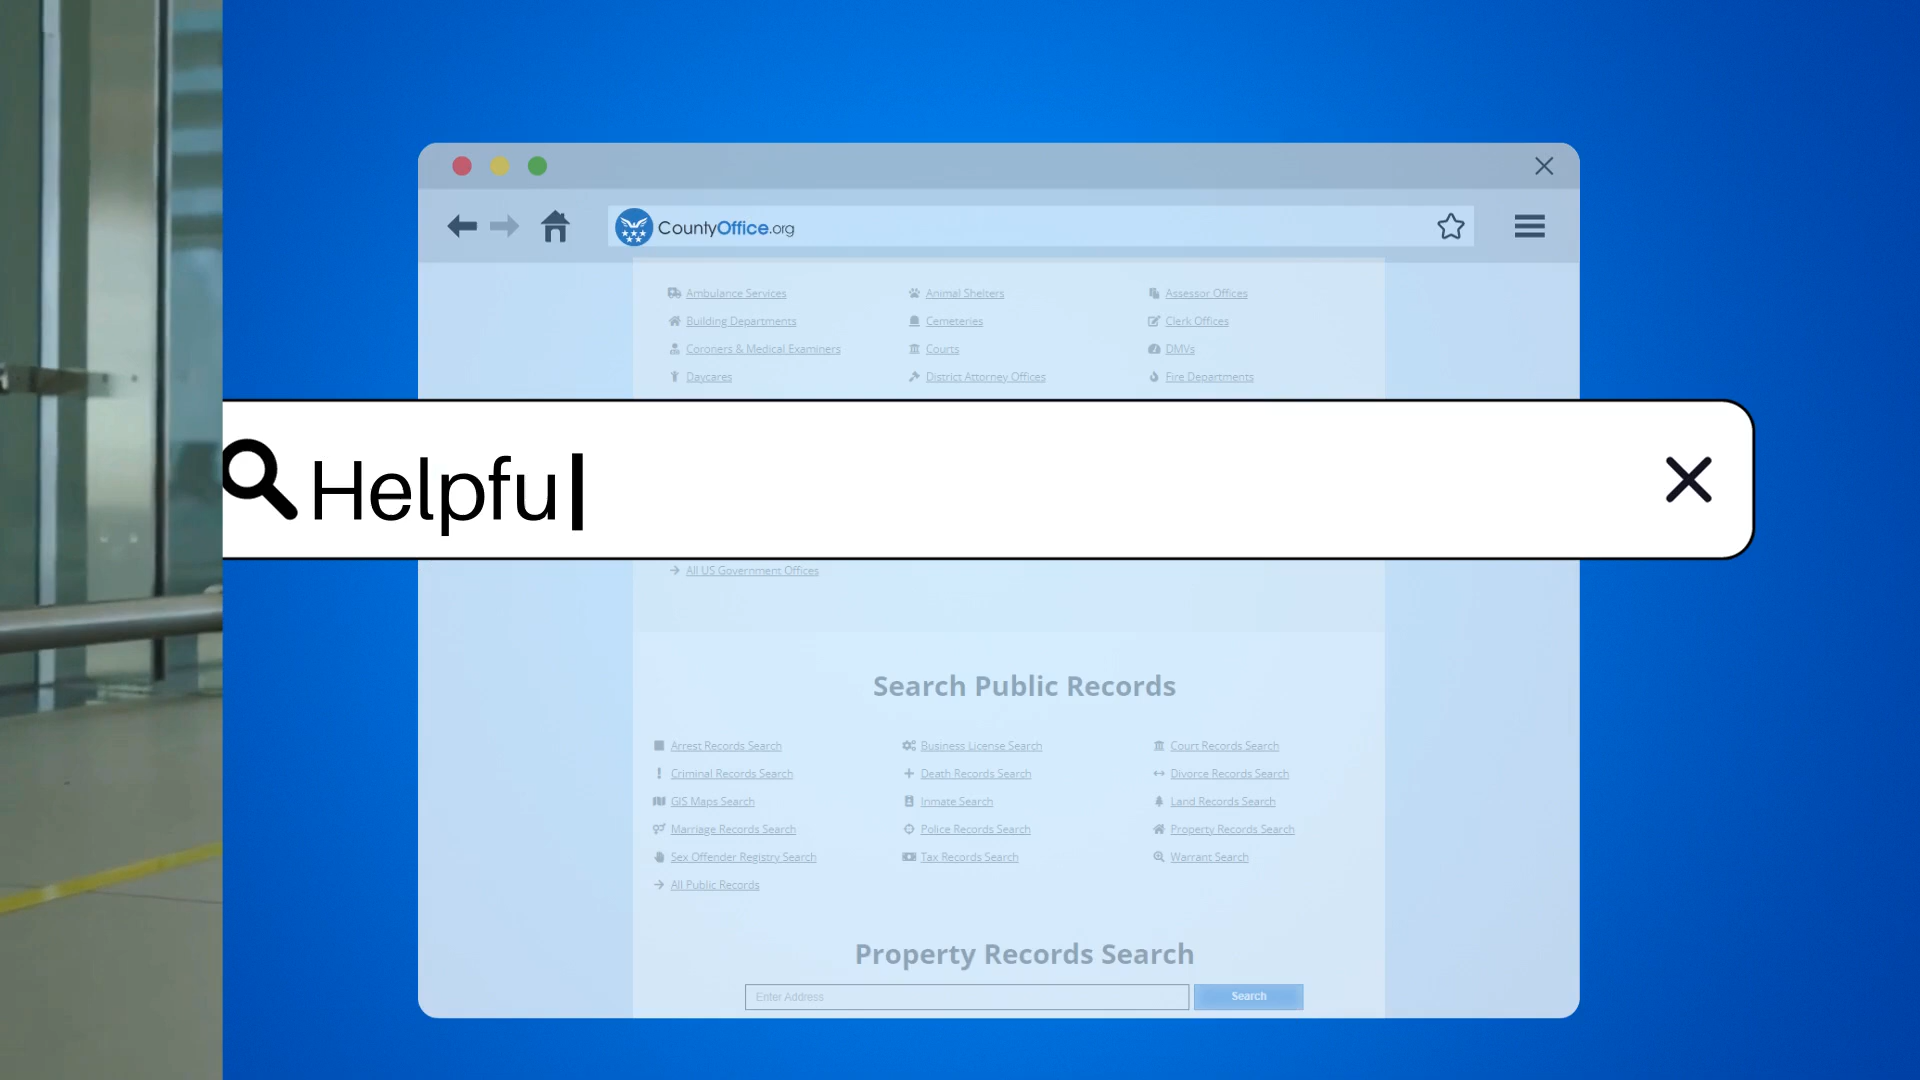 CountyOffice.org
Ambulance Services Animal Shelters Assessor Offices
Building Departments Cemeteries Clerk Offices
Coroners & Medical Examiners Courts DMVs
Daycares District Attorney Offices Fire Departments
Helpfu
All US Government Offices
Search Public Records
Arrest Records Search Business License Search Court Records Search
Criminal Records Search Death Records Search Divorce Records Search
GIS Maps Search Inmate Search Land Records Search
Marriage Records Search Police Records Search Property Records Search
Sex Offender Registry Search Tax Records Search Warrant Search
All Public Records
Property Records Search
Enter Address Search